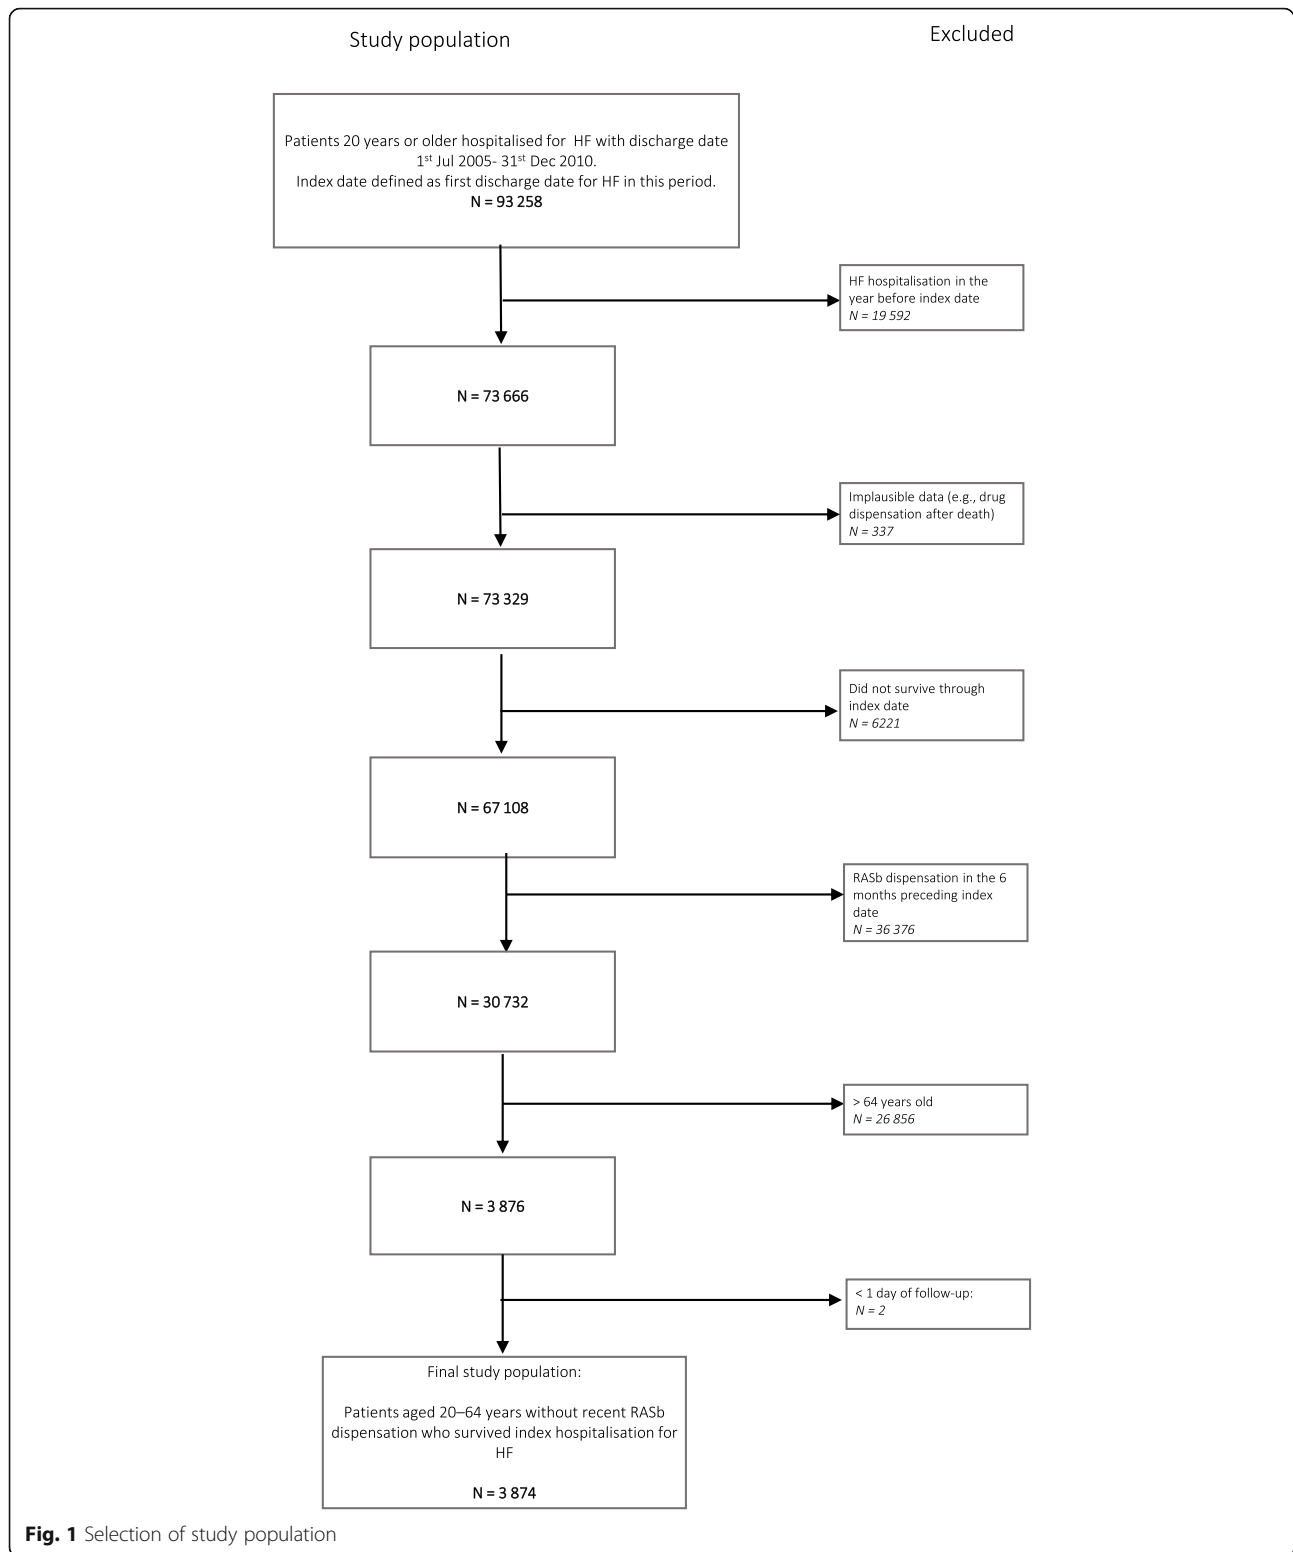 Study population
Excluded
Patients 20 years or older hospitalised for HF with discharge date
1st Jul 2005- 31st Dec 2010.
Index date defined as first discharge date for HF in this period.
N = 93 258
HF hospitalisation in the
year before index date
N = 19 592
N = 73 666
Implausible data (e.g., drug
dispensation after death)
N = 337
N = 73 329
Did not survive through
index date
N = 6221
N = 67 108
RASb dispensation in the 6
months preceding index
date
N = 36 376
N = 30 732
> 64 years old
N = 26 856
N = 3 876
< 1 day of follow-up:
N = 2
Final study population:
Patients aged 20–64 years without recent RASb
dispensation who survived index hospitalisation for
HF
N = 3 874
Fig. 1 Selection of study population